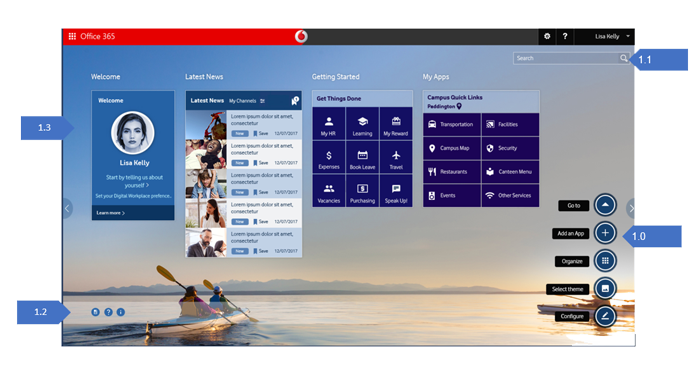 Office 365
?
Lisa Kelly
Search
1.1
Welcome
Latest News
Getting Started
My Apps
Welcome
Lisa Kelly
Start by telling us about
yourself >
Set your Digital Workplace prefence.
Learn more >
Latest News My Channels
Lorem ipsum dolor sit amet,
consectetur
View Save 12/07/2017
Lorem ipsum dolor sit amet,
consectetur
View Save 12/07/2017
Lorem ipsum dolor sit amet,
consectetur
View Save 12/07/2017
Lorem ipsum dolor sit amet,
consectetur
View Save 12/07/2017
Lorem ipsum dolor sit amet,
consectetur
View Save 12/07/2017
Get Things Done
My HR Learning My Reward
Expenses Book Leave Travel
Vacancies Purchasing Speak Up!
Campus Quick Links
Paddington
Transportation Facilities
Campus Map Security
Restaurants Canteen Menu
Events Other Services
1.3
Go to
Add an App
1.0
Organize
Select theme
Configure
1.2
?